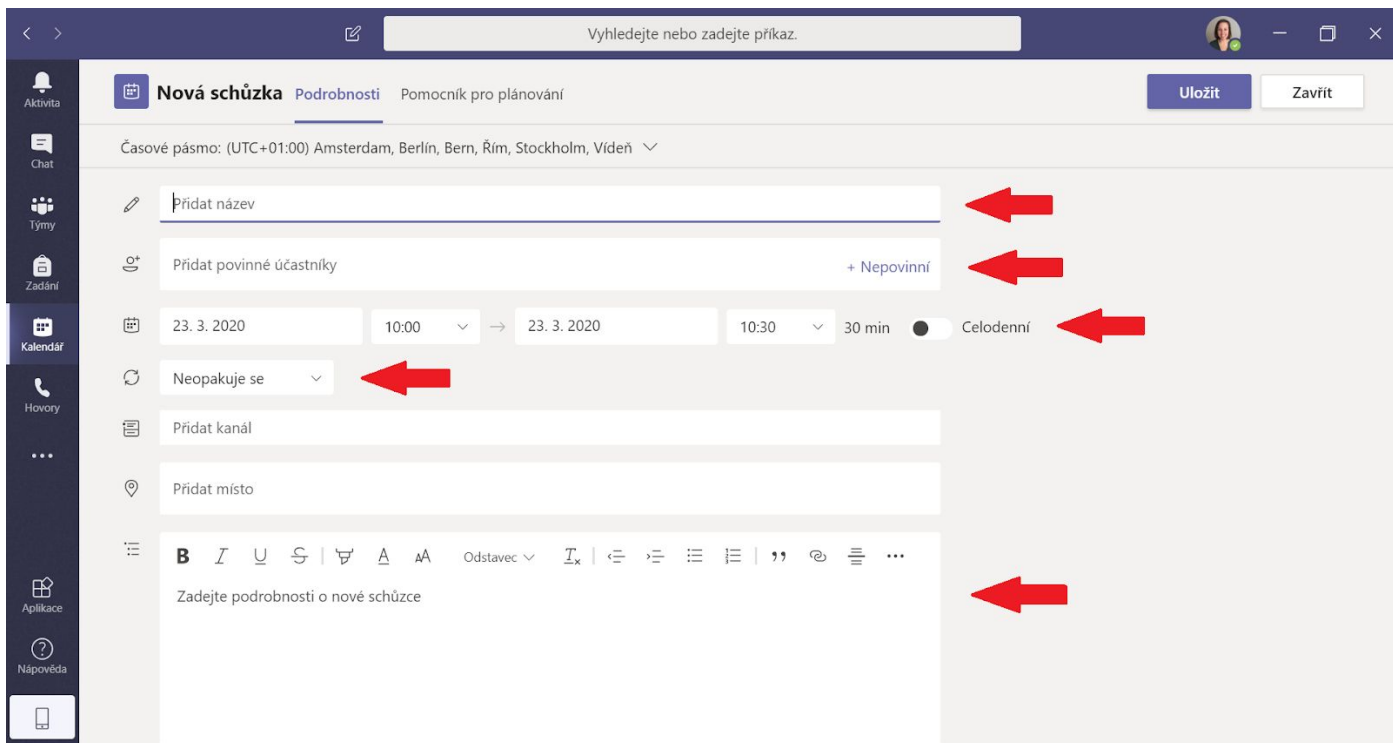 Vyhledejte nebo zadejte příkaz.
Aktivita
Chat
Týmy
Zadání
Kalendář
Hovory
Aplikace
Nápověda
Nová schůzka Podrobnosti Pomocník pro plánování Uložit Zavřít
Časové pásmo: (UTC+01:00) Amsterdam, Berlín, Bern, Řím, Stockholm, Vídeň
Přidat název
Přidat povinné účastníky + Nepovinní
23. 3. 2020 10:00 → 23. 3. 2020 10:30 30 min Celodenní
Neopakuje se
Přidat kanál
Přidat místo
B I U S A AA Odstavec Tx
Zadejte podrobnosti o nové schůzce